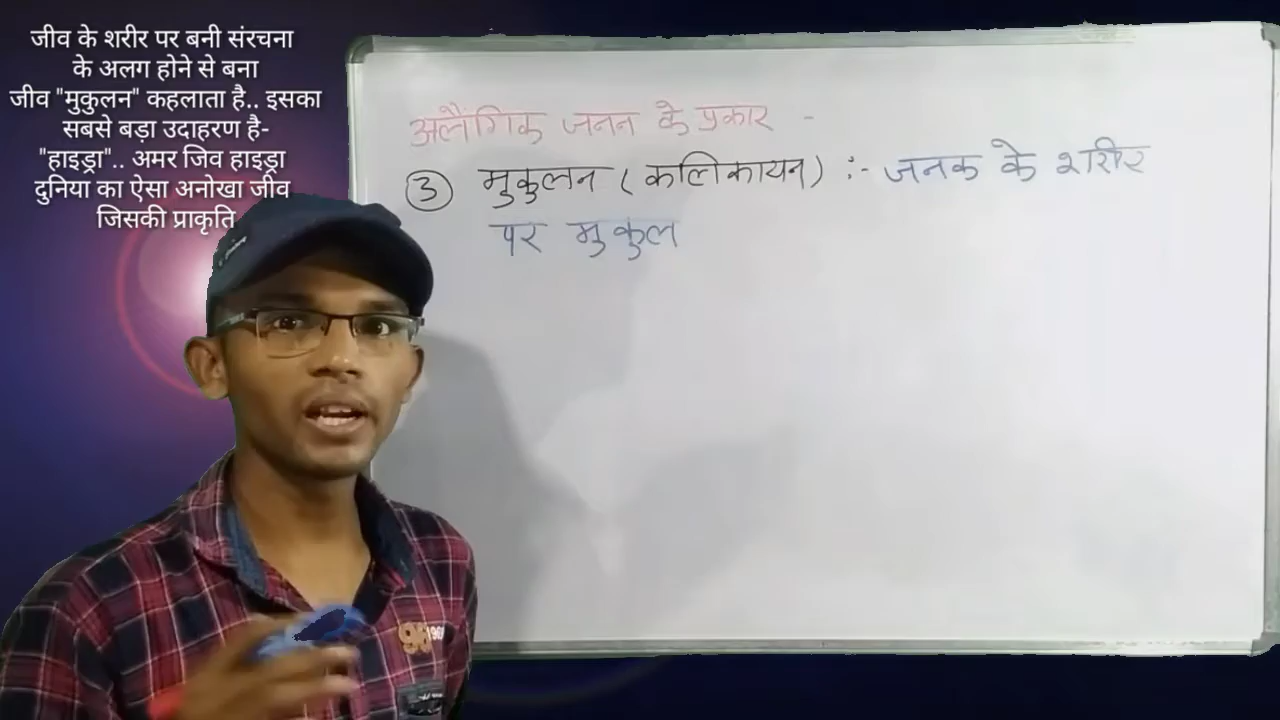 जीव के शरीर पर बनी संरचना
के अलग होने से बना
जीव "मुकुलन" कहलाता है.. इसका
सबसे बड़ा उदाहरण है-
"हाइड्रा".. अमर जिव हाइड्रा
दुनिया का ऐसा अनोखा जीव
जिसकी प्राकृति
अलैंगिक जनन के प्रकार -
③ मुकुलन (कलिकायन) :- जनक के शरीर
पर मुकुल